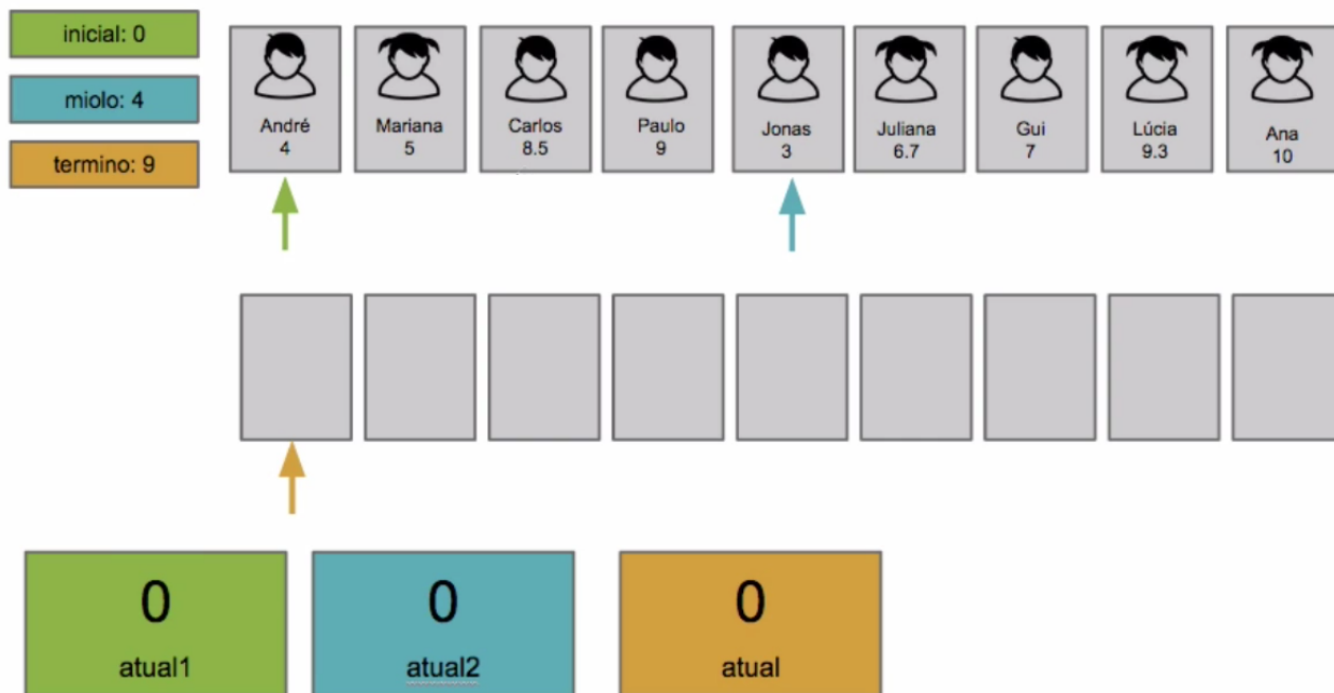 inicial: 0
miolo: 4
termino: 9
André
4
Mariana
5
Carlos
8.5
Paulo
9
Jonas
3
Juliana
6.7
Gui
7
Lúcia
9.3
Ana
10
0
atual1
0
atual2
0
atual